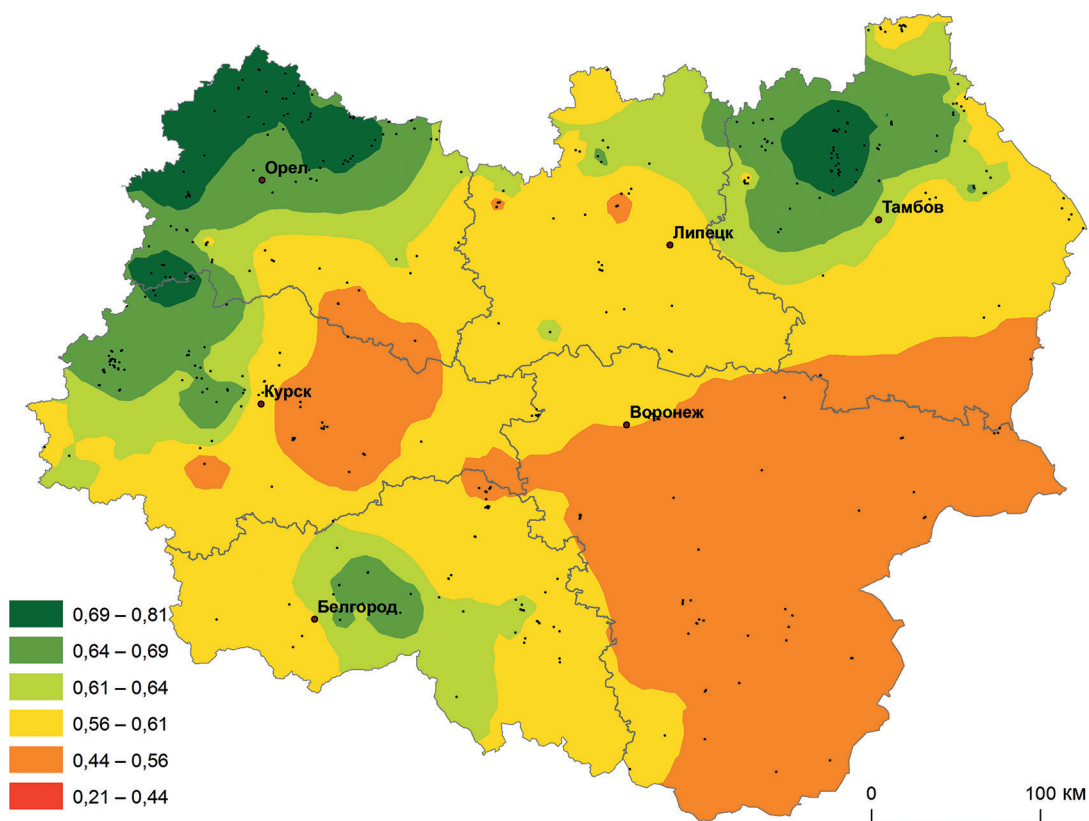 Орел
Тамбов
Липецк
Курск
Воронеж
Белгород
0,69 – 0,81
0,64 – 0,69
0,61 – 0,64
0,56 – 0,61
0,44 – 0,56
0,21 – 0,44
0 100 км